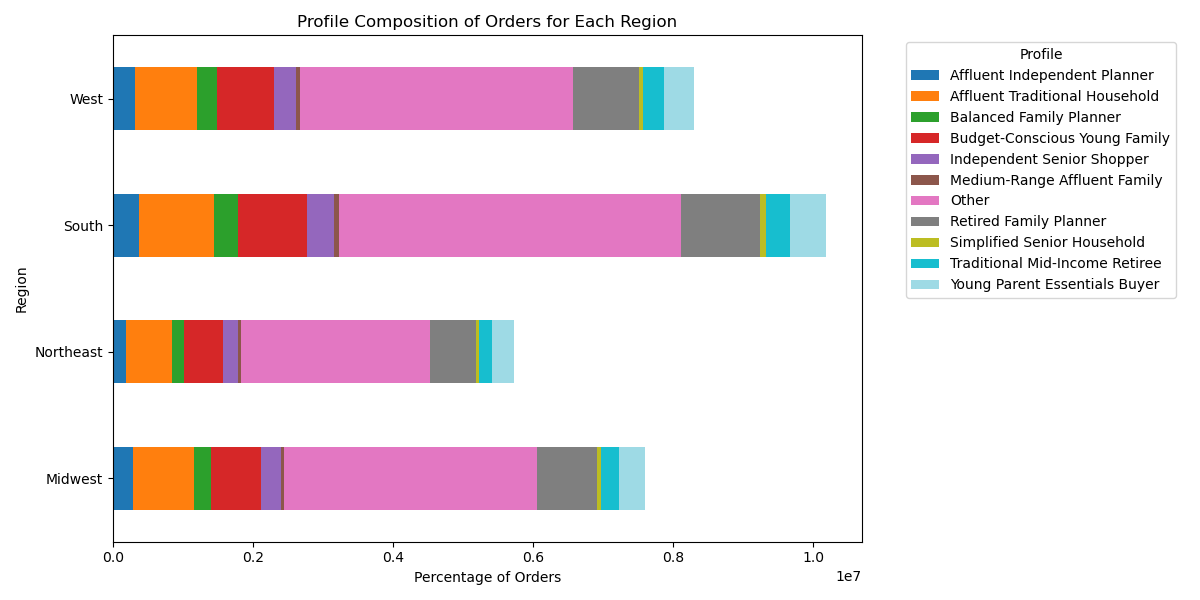 Profile Composition of Orders for Each Region
West
South
Northeast
Midwest
Region
0.0 0.2 0.4 0.6 0.8 1.0
1e7
Percentage of Orders
Profile
Affluent Independent Planner
Affluent Traditional Household
Balanced Family Planner
Budget-Conscious Young Family
Independent Senior Shopper
Medium-Range Affluent Family
Other
Retired Family Planner
Simplified Senior Household
Traditional Mid-Income Retiree
Young Parent Essentials Buyer